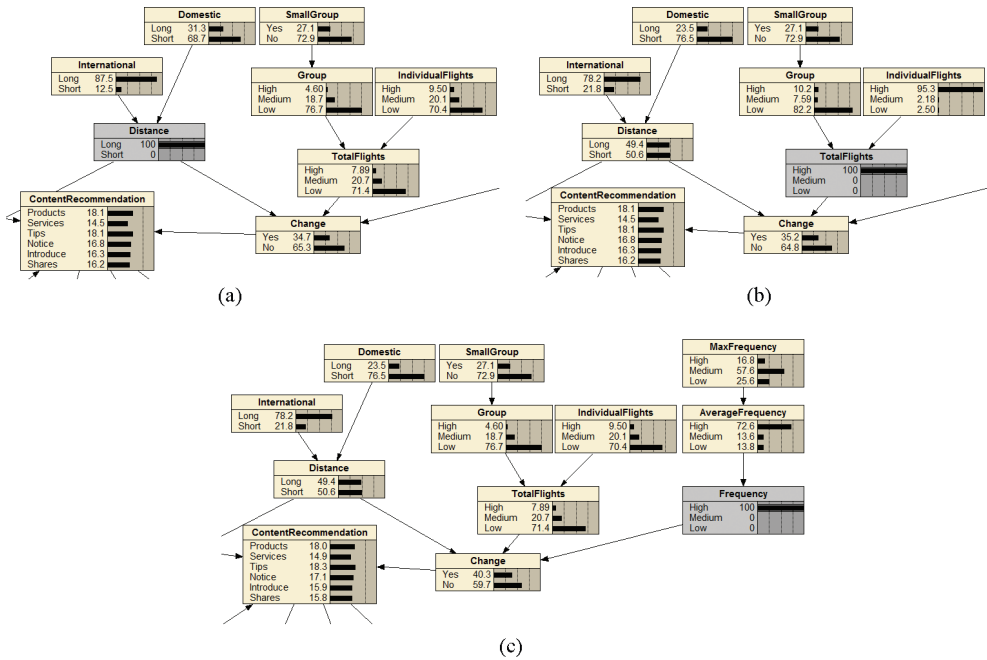 Domestic
Long 31.3
Short 68.7
SmallGroup
Yes 27.1
No 72.9
International
Long 87.5
Short 12.5
Group
High 4.60
Medium 18.7
Low 76.7
IndividualFlights
High 9.50
Medium 20.1
Low 70.4
Distance
Long 100
Short 0
TotalFlights
High 7.89
Medium 20.7
Low 71.4
ContentRecommendation
Products 18.1
Services 14.5
Tips 18.1
Notice 16.8
Introduce 16.3
Shares 16.2
Change
Yes 34.7
No 65.3
(a)
Domestic
Long 23.5
Short 76.5
SmallGroup
Yes 27.1
No 72.9
International
Long 78.2
Short 21.8
Group
High 10.2
Medium 7.59
Low 82.2
IndividualFlights
High 95.3
Medium 2.18
Low 2.50
Distance
Long 49.4
Short 50.6
TotalFlights
High 100
Medium 0
Low 0
ContentRecommendation
Products 18.1
Services 14.5
Tips 18.1
Notice 16.8
Introduce 16.3
Shares 16.2
Change
Yes 35.2
No 64.8
(b)
Domestic
Long 23.5
Short 76.5
SmallGroup
Yes 27.1
No 72.9
MaxFrequency
High 16.8
Medium 57.6
Low 25.6
International
Long 78.2
Short 21.8
Group
High 4.60
Medium 18.7
Low 76.7
IndividualFlights
High 9.50
Medium 20.1
Low 70.4
AverageFrequency
High 72.6
Medium 13.6
Low 13.8
Distance
Long 49.4
Short 50.6
TotalFlights
High 7.89
Medium 20.7
Low 71.4
Frequency
High 100
Medium 0
Low 0
ContentRecommendation
Products 18.0
Services 14.9
Tips 18.3
Notice 17.1
Introduce 15.9
Shares 15.8
Change
Yes 40.3
No 59.7
(c)